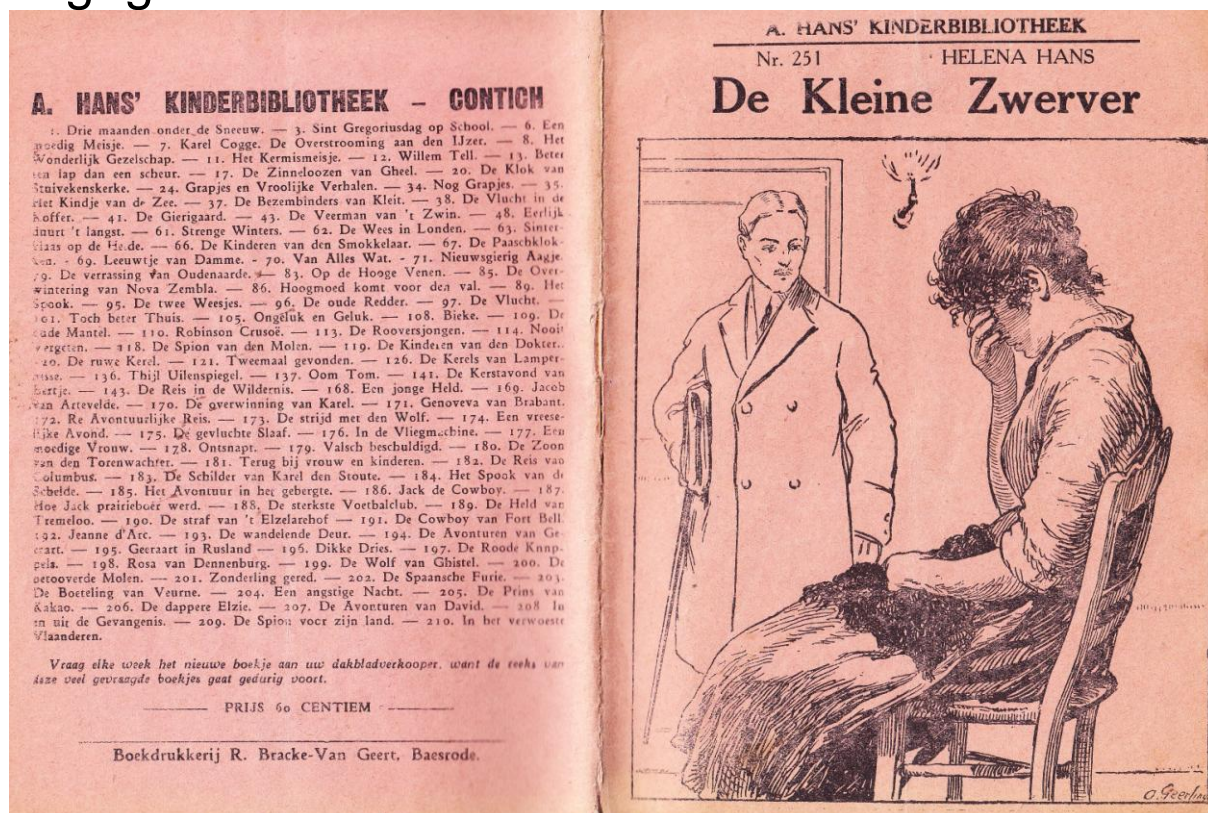 A. HANS' KINDERBIBLIOTHEEK – CONTICH
1. Drie maanden onder de Sneeuw. — 3. Sint Gregoriusdag op School. — 6. Een
moedig Meisje. — 7. Karel Cogge. De Overstrooming aan den IJzer. — 8. Het
Wonderlijk Gezelschap. — 11. Het Kermismeisje. — 12. Willem Tell. — 13. Beter
een lap dan een scheur. — 17. De Zinneloozen van Gheel. — 20. De Klok van
Stuivekenskerke. — 24. Grapjes en Vroolijke Verhalen. — 34. Nog Grapjes. — 35.
Het Kindje van de Zee. — 37. De Bezembinders van Kleit. — 38. De Vlucht in de
Koffer. — 41. De Gierigaard. — 43. De Veerman van 't Zwin. — 48. Eerlijk
duurt 't langst. — 61. Strenge Winters. — 62. De Wees in Londen. — 63. Sinter-
klaas op de Heide. — 66. De Kinderen van den Smokkelaar. — 67. De Paaschklok-
ken. - 69. Leeuwtje van Damme. - 70. Van Alles Wat. - 71. Nieuwsgierig Aagje.
79. De verrassing van Oudenaarde. — 83. Op de Hooge Venen. — 85. De Over-
wintering van Nova Zembla. — 86. Hoogmoed komt voor den val. — 89. Het
Spook. — 95. De twee Weesjes. — 96. De oude Redder. — 97. De Vlucht. —
101. Toch beter Thuis. — 105. Ongeluk en Geluk. — 108. Bieke. — 109. De
oude Mantel. — 110. Robinson Crusoë. — 113. De Rooversjongen. — 114. Nooit
vergeten. — 118. De Spion van den Molen. — 119. De Kinderen van den Dokter.
120. De ruwe Kerel. — 121. Tweemaal gevonden. — 126. De Kerels van Lamper-
nisse. — 136. Thijl Uilenspiegel. — 137. Oom Tom. — 141. De Kerstavond van
Bertje. — 143. De Reis in de Wildernis. — 168. Een jonge Held. — 169. Jacob
van Artevelde. — 170. De overwinning van Karel. — 171. Genoveva van Brabant.
172. Re Avontuurlijke Reis. — 173. De strijd met den Wolf. — 174. Een vreese-
lijke Avond. — 175. De gevluchte Slaaf. — 176. In de Vliegmachine. — 177. Een
moedige Vrouw. — 178. Ontsnapt. — 179. Valsch beschuldigd. — 180. De Zoon
van den Torenwachter. — 181. Terug bij vrouw en kinderen. — 182. De Reis van
Columbus. — 183. De Schilder van Karel den Stoute. — 184. Het Spook van de
Schelde. — 185. Het Avontuur in het gebergte. — 186. Jack de Cowboy. — 187.
Hoe Jack prairieboer werd. — 188. De sterkste Voetbalclub. — 189. De Held van
Tremeloo. — 190. De straf van 't Elzelarehof — 191. De Cowboy van Fort Bell.
192. Jeanne d'Arc. — 193. De wandelende Deur. — 194. De Avonturen van Ge-
eraart. — 195. Geeraart in Rusland — 196. Dikke Dries. — 197. De Roode Knap-
pels. — 198. Rosa van Dennenburg. — 199. De Wolf van Ghistel. — 200. De
betooverde Molen. — 201. Zonderling gered. — 202. De Spaansche Furie. — 203.
De Boeteling van Veurne. — 204. Een angstige Nacht. — 205. De Prins van
Kakao. — 206. De dappere Elzie. — 207. De Avonturen van David. — 208 In
en uit de Gevangenis. — 209. De Spion voor zijn land. — 210. In het verwoeste
Vlaanderen.
Vraag elke week het nieuwe boekje aan uw dakbladverkooper, want de reeks van
deze veel gevraagde boekjes gaat gedurig voort.
PRIJS 60 CENTIEM
Boekdrukkerij R. Bracke-Van Geert, Baesrode.
A. HANS' KINDERBIBLIOTHEEK
Nr. 251 HELENA HANS
De Kleine Zwerver
O. Geerling